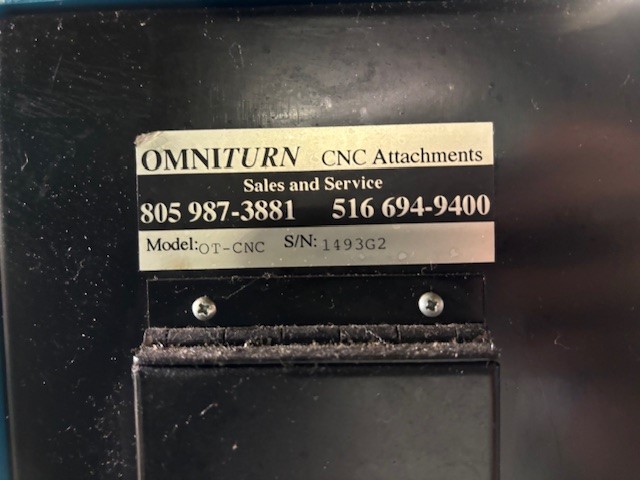 OMNITURN CNC Attachments
Sales and Service
805 987-3881 516 694-9400
Model: OT-CNC S/N: 1493G2